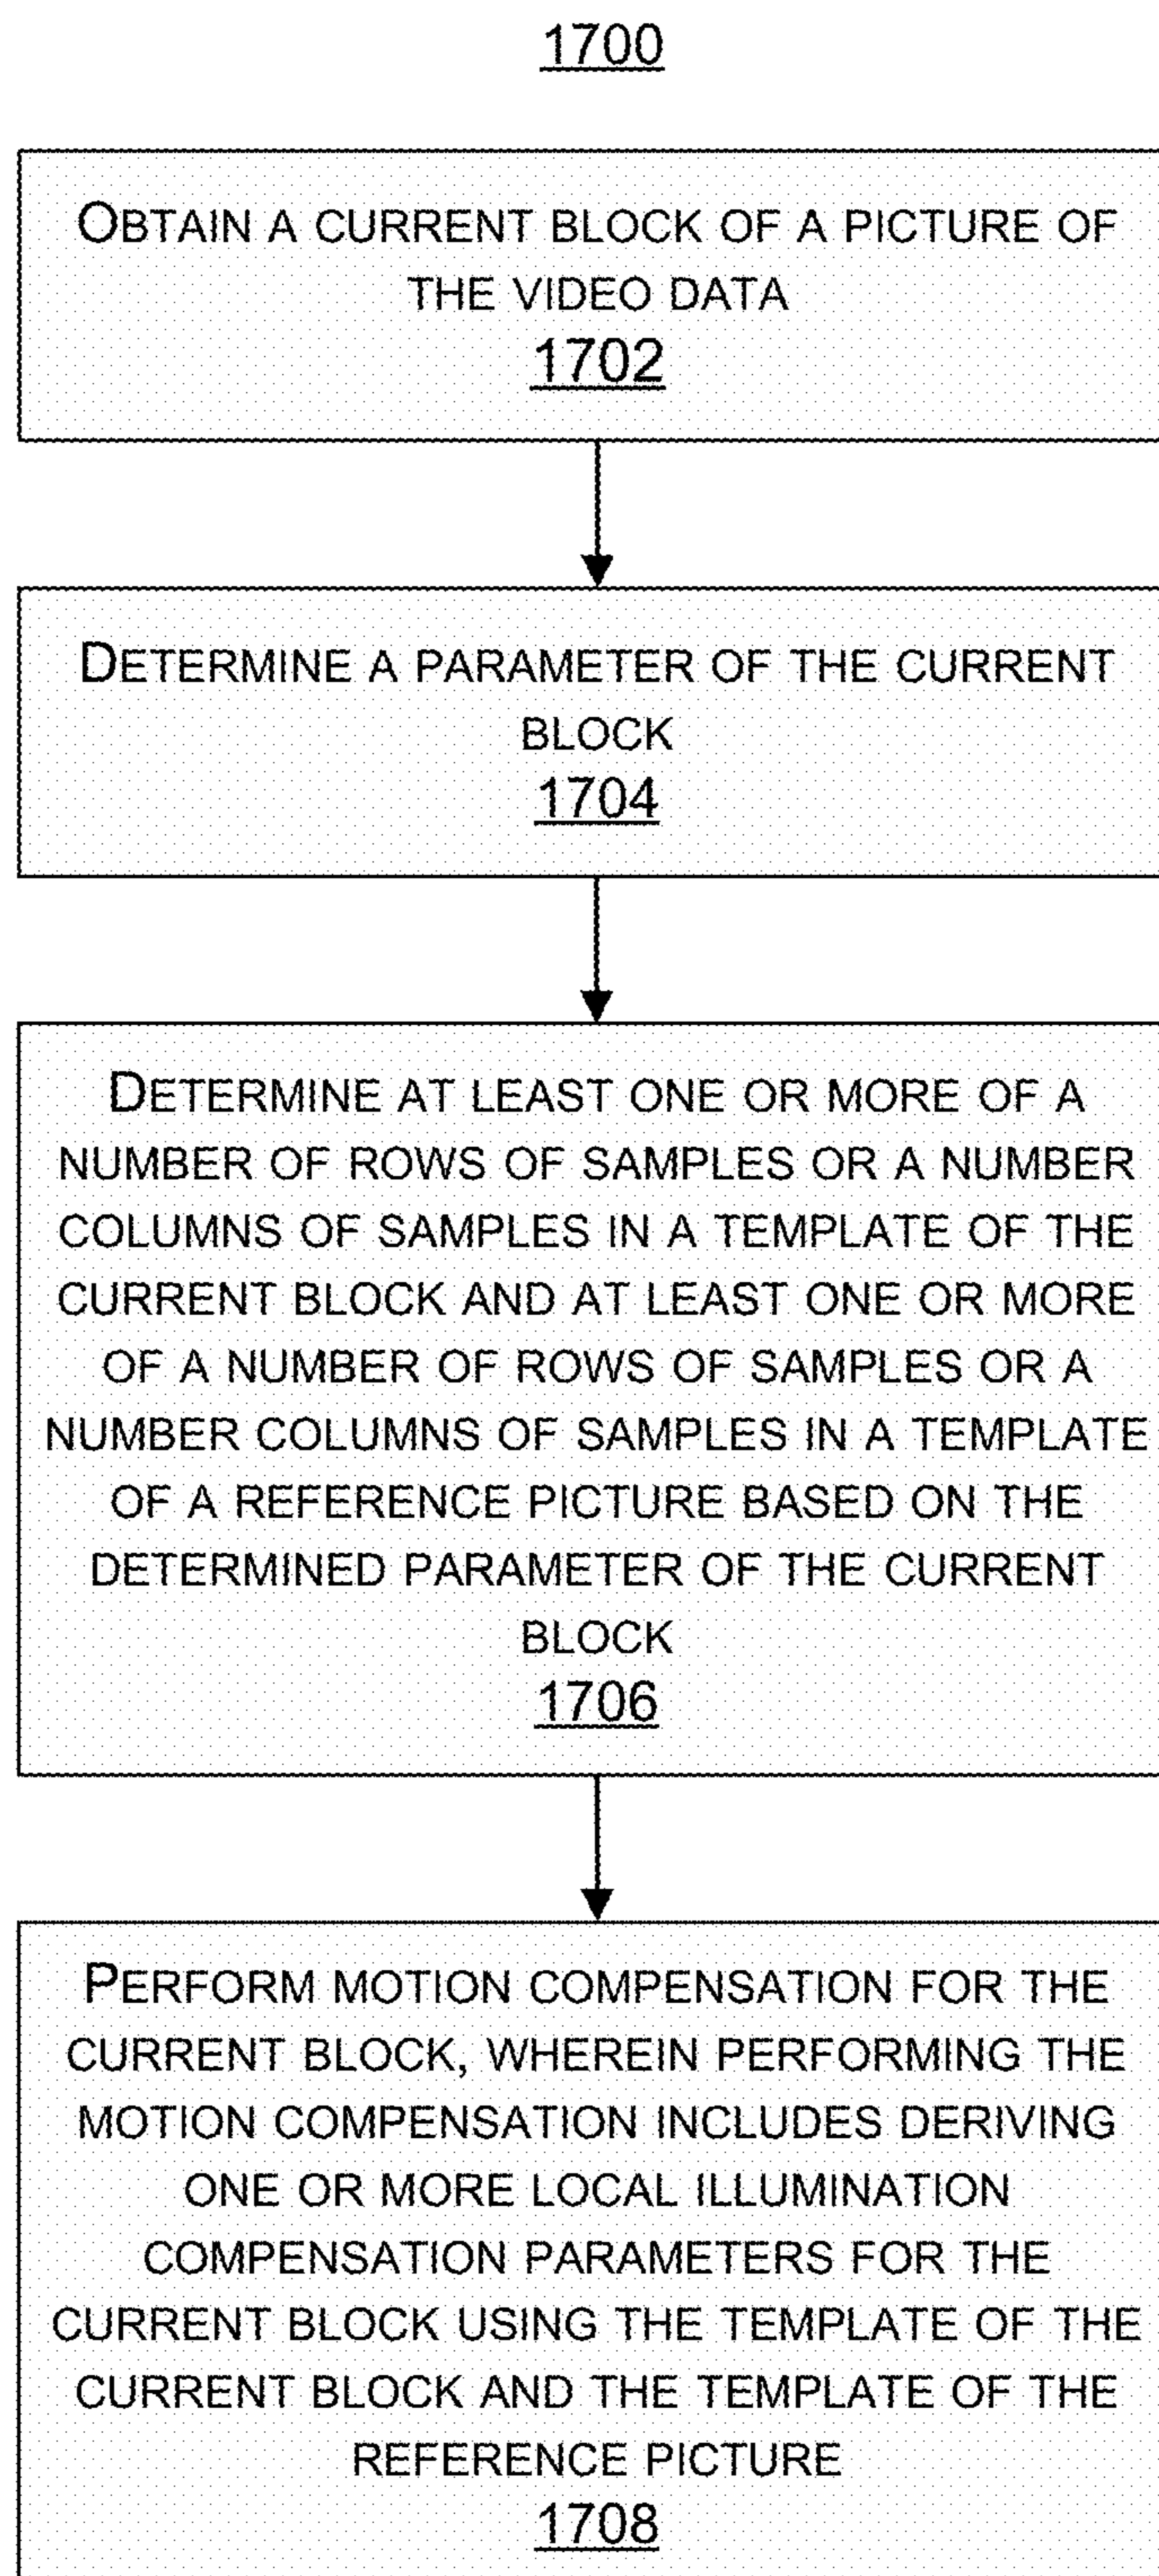 1700
OBTAIN A CURRENT BLOCK OF A PICTURE OF
THE VIDEO DATA
1702
DETERMINE A PARAMETER OF THE CURRENT
BLOCK
1704
DETERMINE AT LEAST ONE OR MORE OF A
NUMBER OF ROWS OF SAMPLES OR A NUMBER
COLUMNS OF SAMPLES IN A TEMPLATE OF THE
CURRENT BLOCK AND AT LEAST ONE OR MORE
OF A NUMBER OF ROWS OF SAMPLES OR A
NUMBER COLUMNS OF SAMPLES IN A TEMPLATE
OF A REFERENCE PICTURE BASED ON THE
DETERMINED PARAMETER OF THE CURRENT
BLOCK
1706
PERFORM MOTION COMPENSATION FOR THE
CURRENT BLOCK, WHEREIN PERFORMING THE
MOTION COMPENSATION INCLUDES DERIVING
ONE OR MORE LOCAL ILLUMINATION
COMPENSATION PARAMETERS FOR THE
CURRENT BLOCK USING THE TEMPLATE OF THE
CURRENT BLOCK AND THE TEMPLATE OF THE
REFERENCE PICTURE
1708